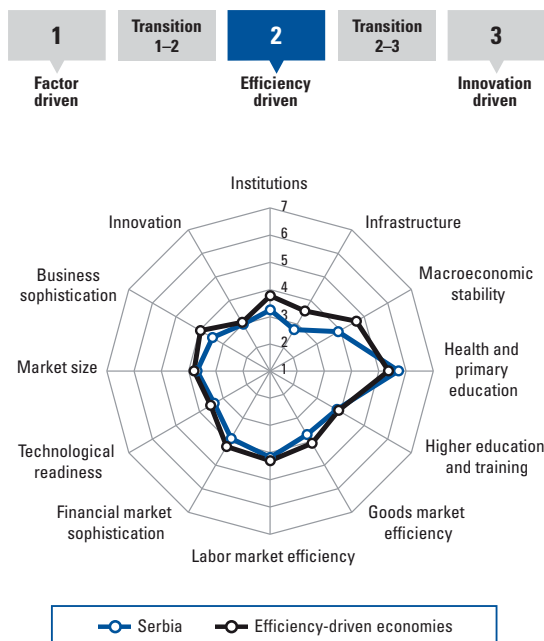 1
Transition
1–2
2
Transition
2–3
3
Factor
driven
Efficiency
driven
Innovation
driven
Institutions
Infrastructure
Macroeconomic
stability
Health and
primary
education
Higher education
and training
Goods market
efficiency
Labor market efficiency
Financial market
sophistication
Technological
readiness
Market size
Business
sophistication
Innovation
7
6
5
4
3
2
1
Serbia
Efficiency-driven economies